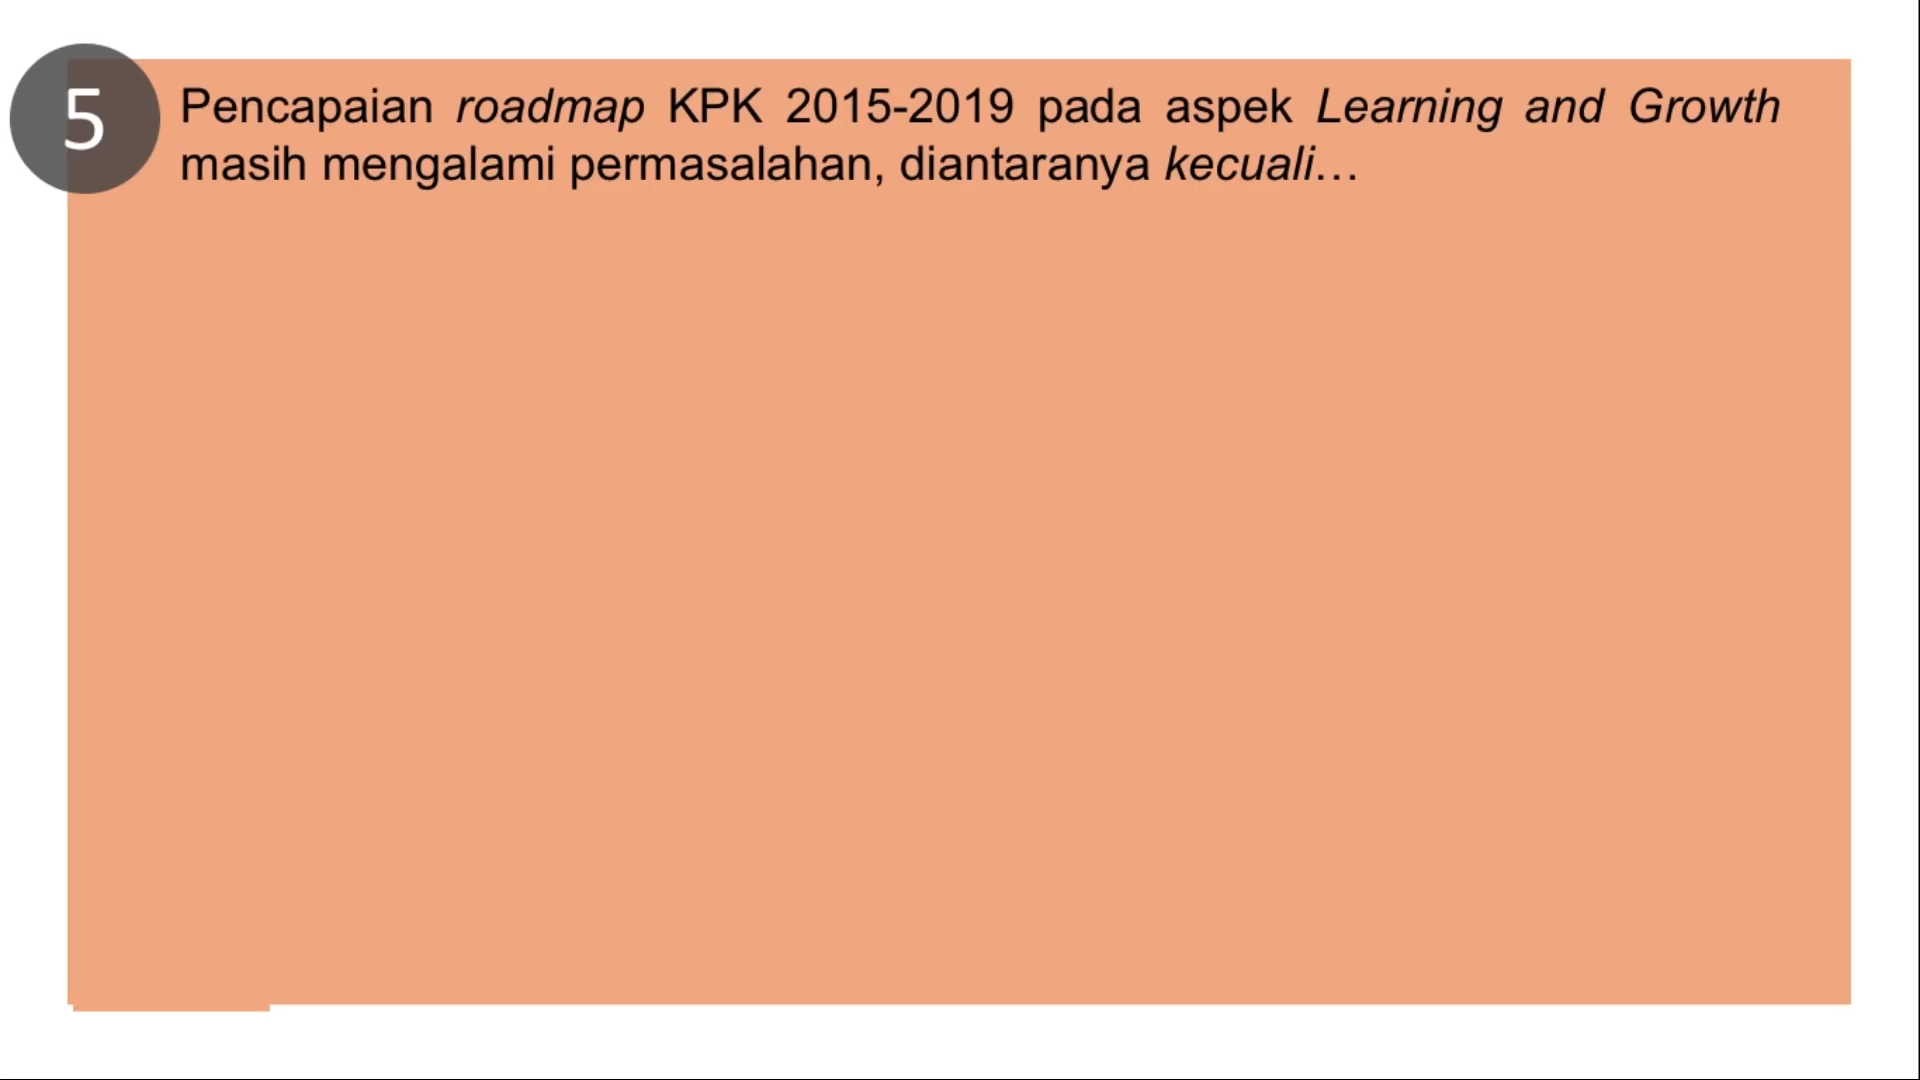 5
Pencapaian roadmap KPK 2015-2019 pada aspek Learning and Growth
masih mengalami permasalahan, diantaranya kecuali…